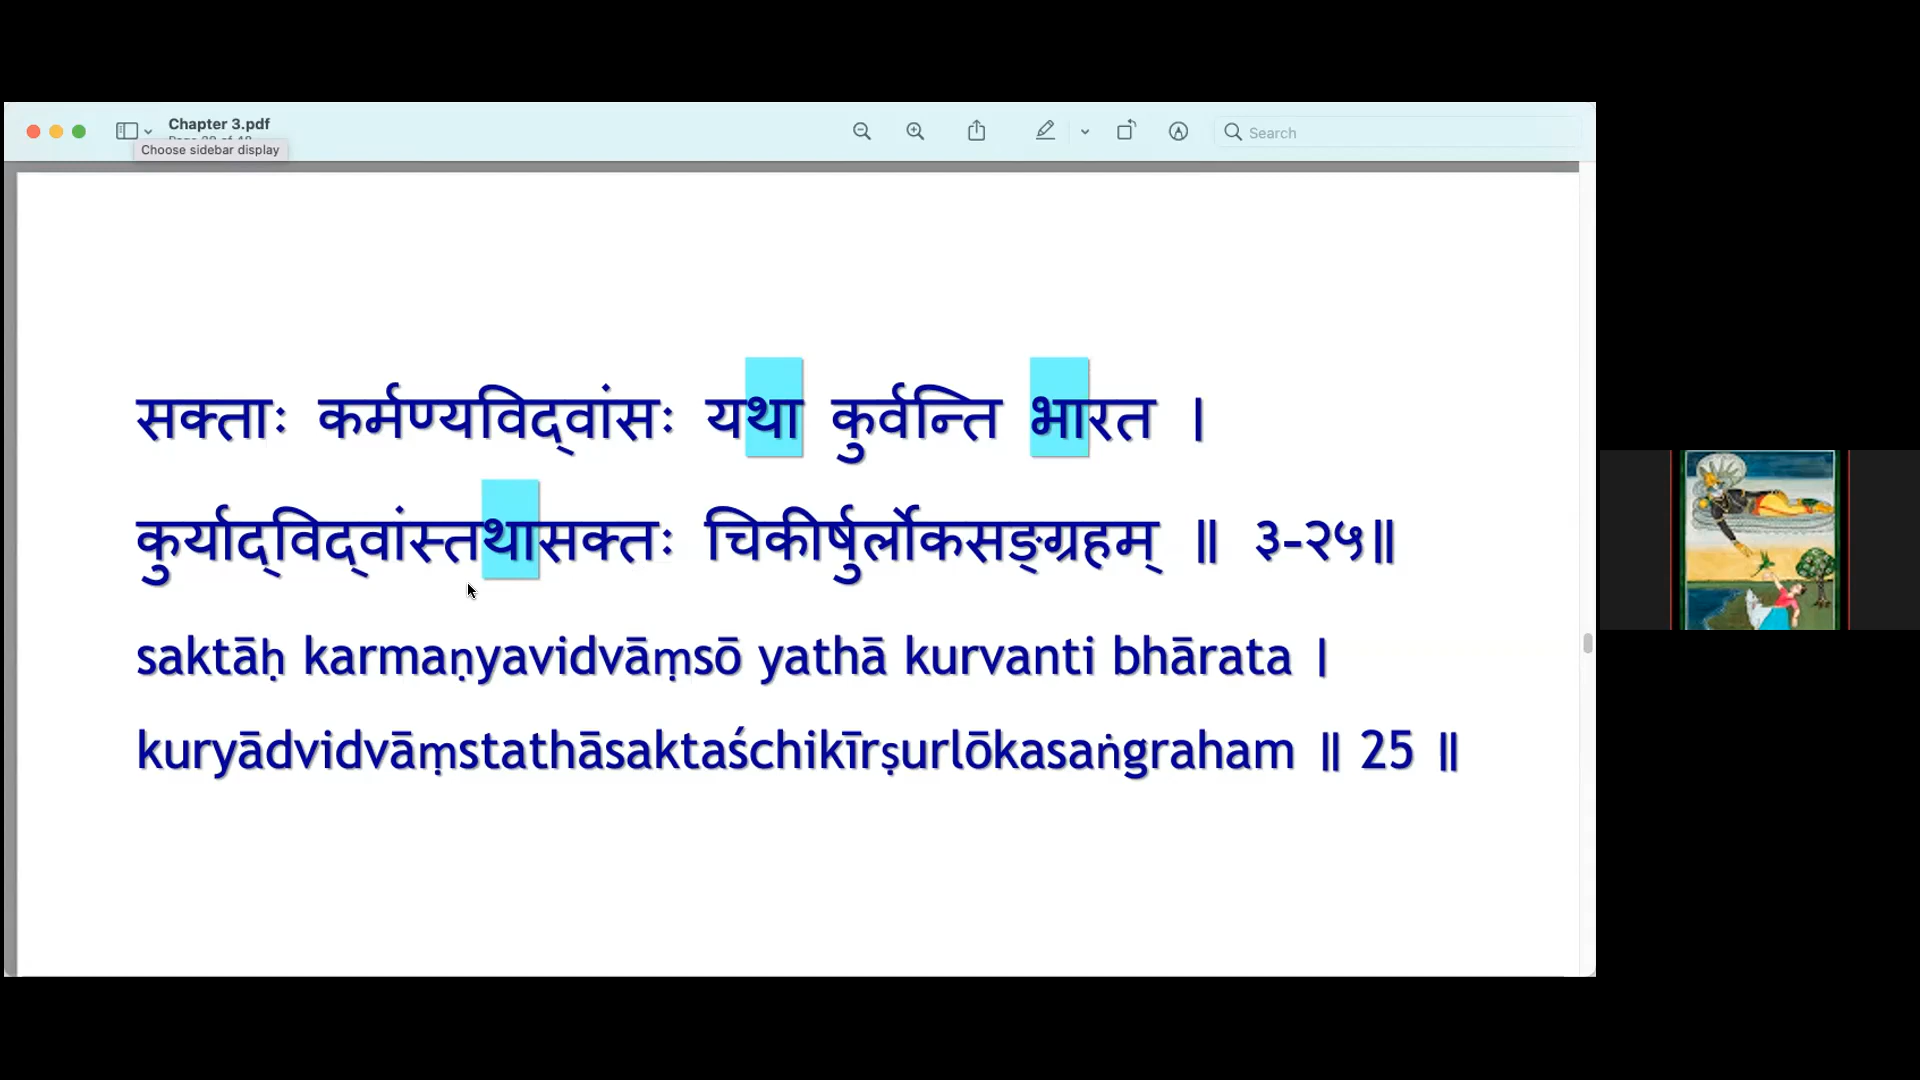 Chapter 3.pdf
Choose sidebar display
Search
सक्ताः कर्मण्यविद्वांसः यथा कुर्वन्ति भारत ।
कुर्याद्विद्वांस्तथासक्तः चिकीर्षुर्लोकसङ्ग्रहम् ॥ ३-२५॥
saktāḥ karmaṇyavidvāṃsō yathā kurvanti bhārata |
kuryādvidvāṃstathāsaktaśchikīrṣurlōkasaṅgraham || 25 ||